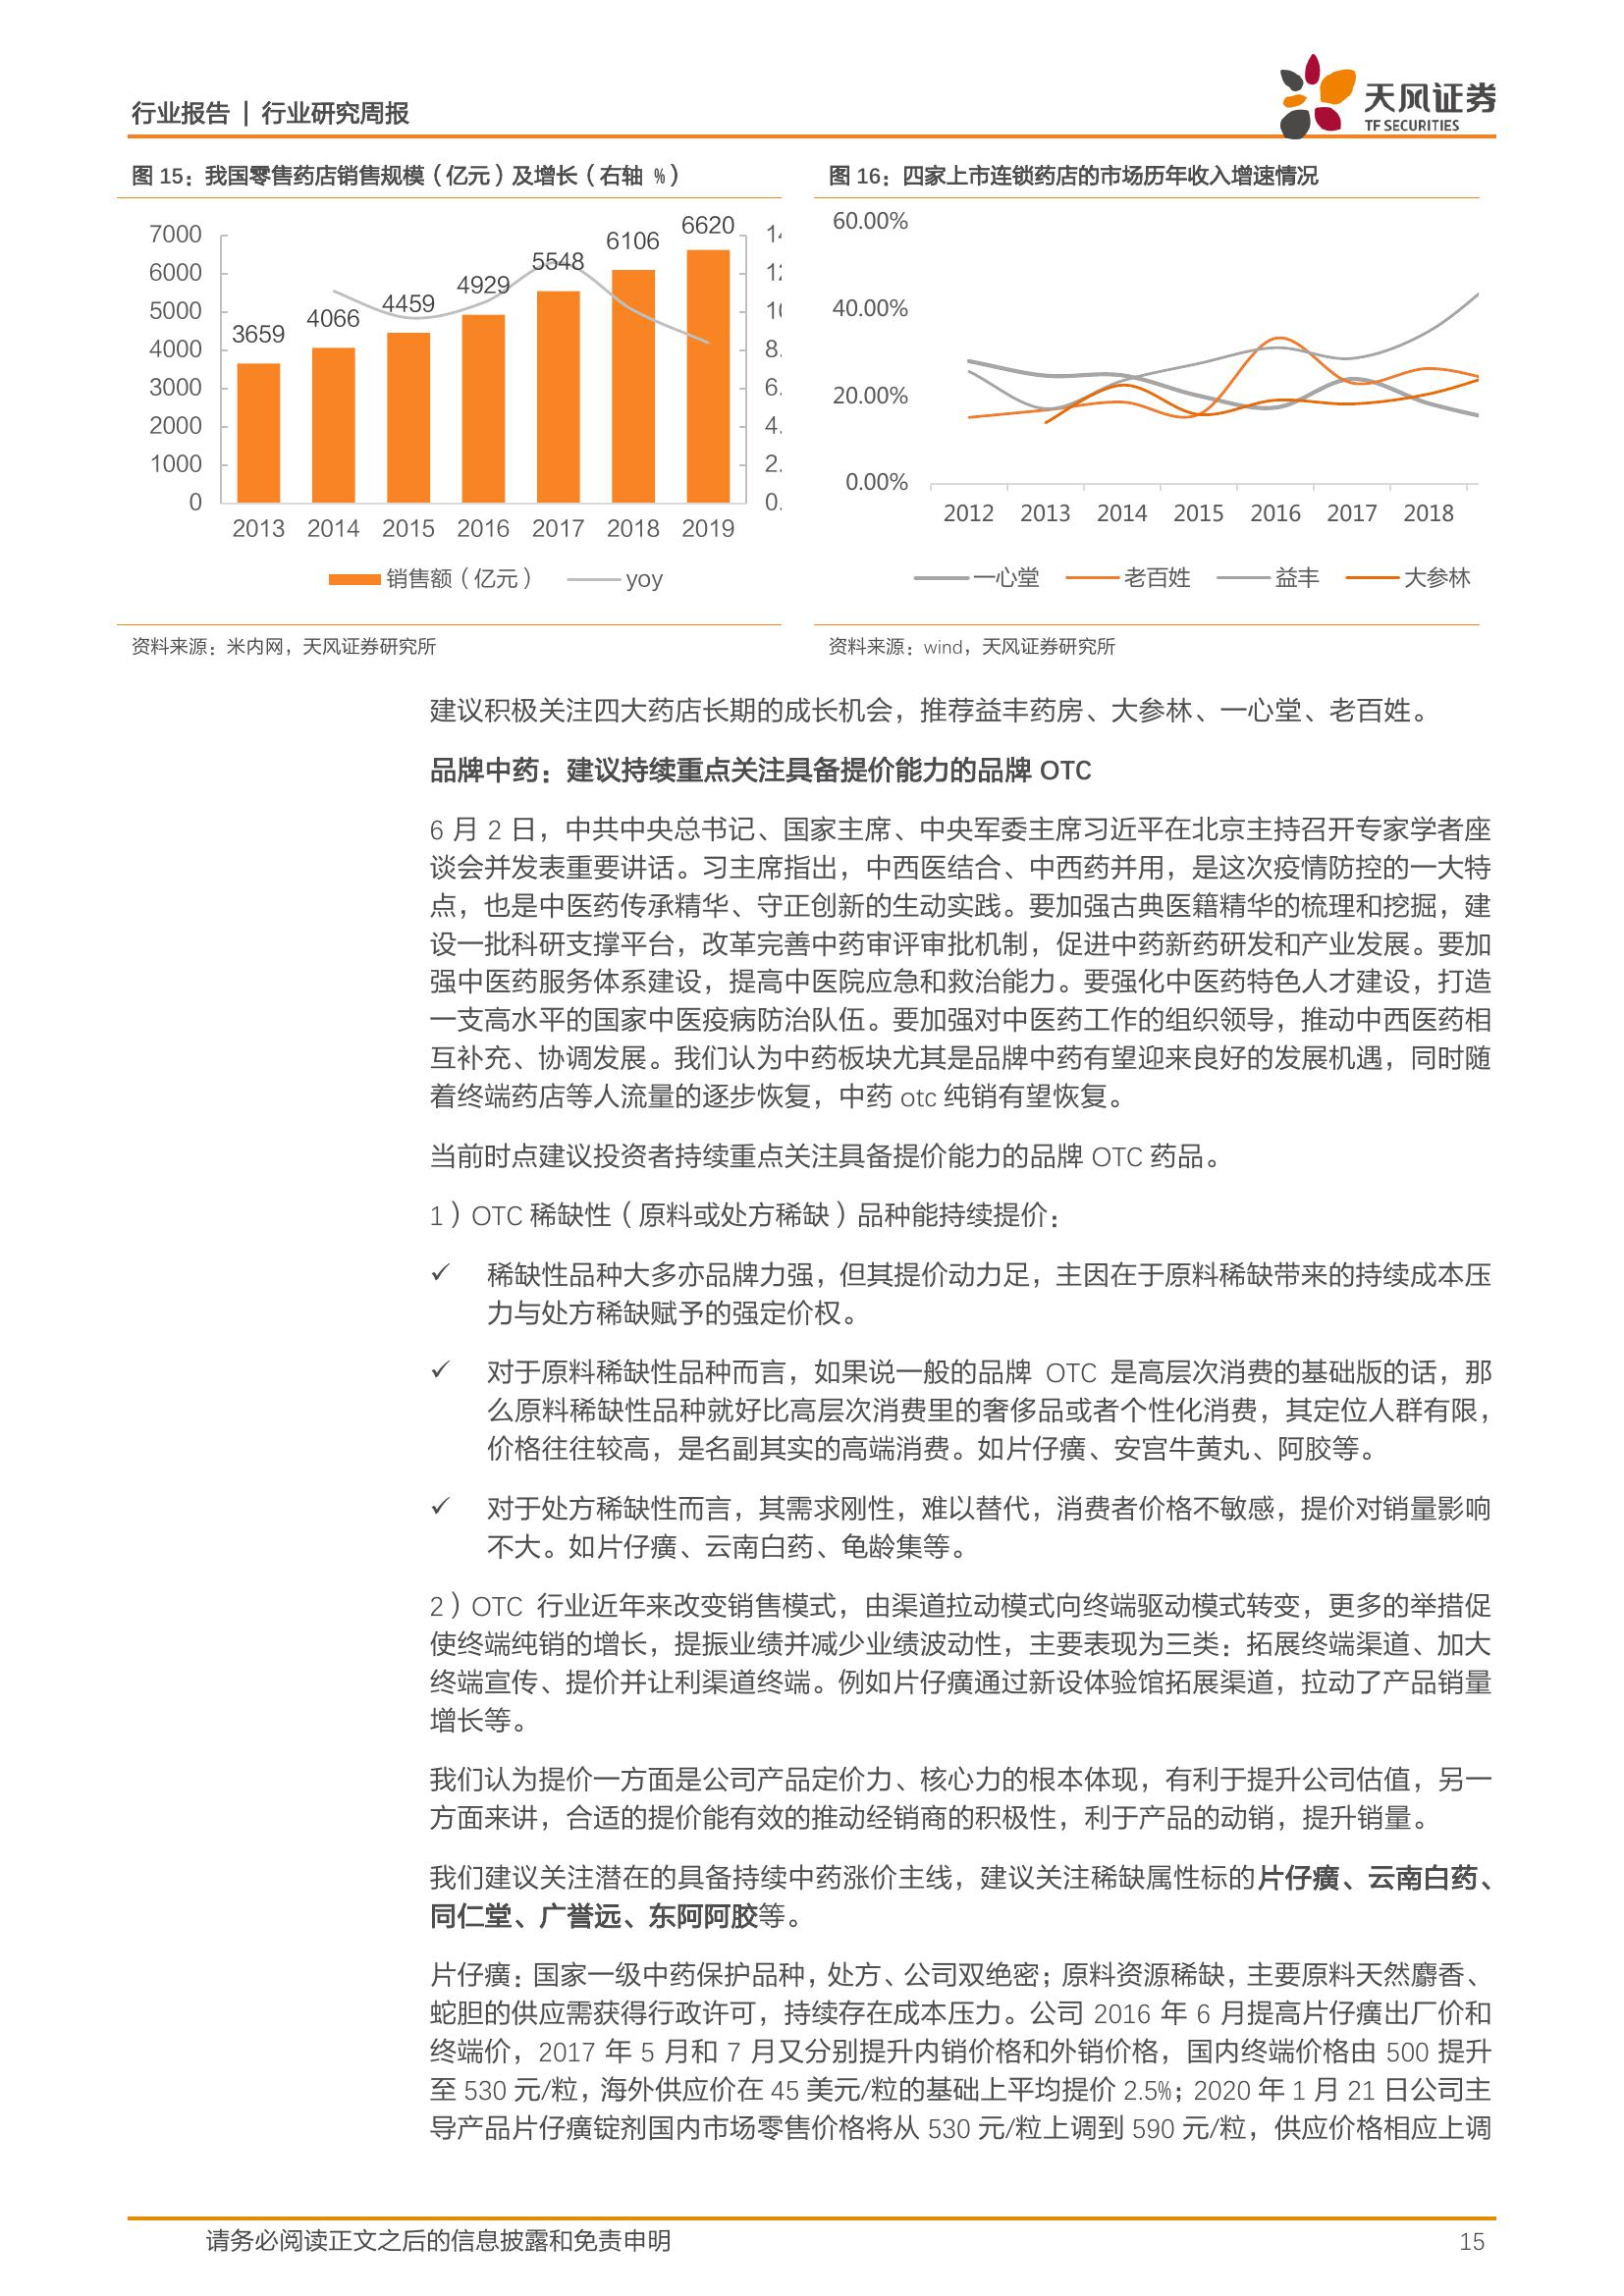 行业报告 | 行业研究周报
天风证券
TF SECURITIES
图 15：我国零售药店销售规模（亿元）及增长（右轴 %）
7000
6000
5000
4000
3000
2000
1000
0
3659
4066
4459
4929
5548
6106
6620
8.
6.
4.
2.
0.
2013 2014 2015 2016 2017 2018 2019
销售额（亿元） yoy
资料来源：米内网，天风证券研究所
图 16：四家上市连锁药店的市场历年收入增速情况
60.00%
40.00%
20.00%
0.00%
2012 2013 2014 2015 2016 2017 2018
一心堂 老百姓 益丰 大参林
资料来源：wind，天风证券研究所
建议积极关注四大药店长期的成长机会，推荐益丰药房、大参林、一心堂、老百姓。
品牌中药：建议持续重点关注具备提价能力的品牌 OTC
6 月 2 日，中共中央总书记、国家主席、中央军委主席习近平在北京主持召开专家学者座
谈会并发表重要讲话。习主席指出，中西医结合、中西药并用，是这次疫情防控的一大特
点，也是中医药传承精华、守正创新的生动实践。要加强古典医籍精华的梳理和挖掘，建
设一批科研支撑平台，改革完善中药审评审批机制，促进中药新药研发和产业发展。要加
强中医药服务体系建设，提高中医院应急和救治能力。要强化中医药特色人才建设，打造
一支高水平的国家中医疫病防治队伍。要加强对中医药工作的组织领导，推动中西医药相
互补充、协调发展。我们认为中药板块尤其是品牌中药有望迎来良好的发展机遇，同时随
着终端药店等人流量的逐步恢复，中药 otc 纯销有望恢复。
当前时点建议投资者持续重点关注具备提价能力的品牌 OTC 药品。
1）OTC 稀缺性（原料或处方稀缺）品种能持续提价：
✓ 稀缺性品种大多亦品牌力强，但其提价动力足，主因在于原料稀缺带来的持续成本压
力与处方稀缺赋予的强定价权。
✓ 对于原料稀缺性品种而言，如果说一般的品牌 OTC 是高层次消费的基础版的话，那
么原料稀缺性品种就好比高层次消费里的奢侈品或者个性化消费，其定位人群有限，
价格往往较高，是名副其实的高端消费。如片仔癀、安宫牛黄丸、阿胶等。
✓ 对于处方稀缺性而言，其需求刚性，难以替代，消费者价格不敏感，提价对销量影响
不大。如片仔癀、云南白药、龟龄集等。
2）OTC 行业近年来改变销售模式，由渠道拉动模式向终端驱动模式转变，更多的举措促
使终端纯销的增长，提振业绩并减少业绩波动性，主要表现为三类：拓展终端渠道、加大
终端宣传、提价并让利渠道终端。例如片仔癀通过新设体验馆拓展渠道，拉动了产品销量
增长等。
我们认为提价一方面是公司产品定价力、核心力的根本体现，有利于提升公司估值，另一
方面来讲，合适的提价能有效的推动经销商的积极性，利于产品的动销，提升销量。
我们建议关注潜在的具备持续中药涨价主线，建议关注稀缺属性标的片仔癀、云南白药、
同仁堂、广誉远、东阿阿胶等。
片仔癀：国家一级中药保护品种，处方、公司双绝密；原料资源稀缺，主要原料天然麝香、
蛇胆的供应需获得行政许可，持续存在成本压力。公司 2016 年 6 月提高片仔癀出厂价和
终端价，2017 年 5 月和 7 月又分别提升内销价格和外销价格，国内终端价格由 500 提升
至 530 元/粒，海外供应价在 45 美元/粒的基础上平均提价 2.5%；2020 年 1 月 21 日公司主
导产品片仔癀锭剂国内市场零售价格将从 530 元/粒上调到 590 元/粒，供应价格相应上调
请务必阅读正文之后的信息披露和免责申明
15